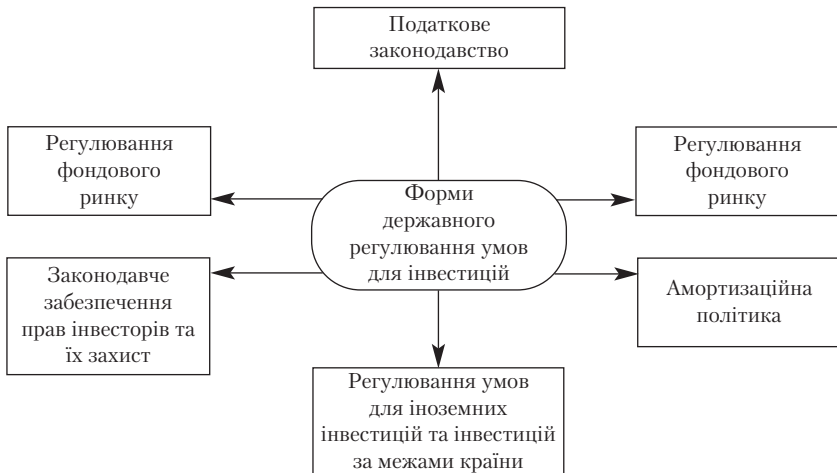 Податкове
законодавство
Регулювання
фондового
ринку
Регулювання
фондового
ринку
Форми
державного
регулювання умов
для інвестицій
Законодавче
забезпечення
прав інвесторів та
їх захист
Амортизаційна
політика
Регулювання умов
для іноземних
інвестицій та інвестицій
за межами країни